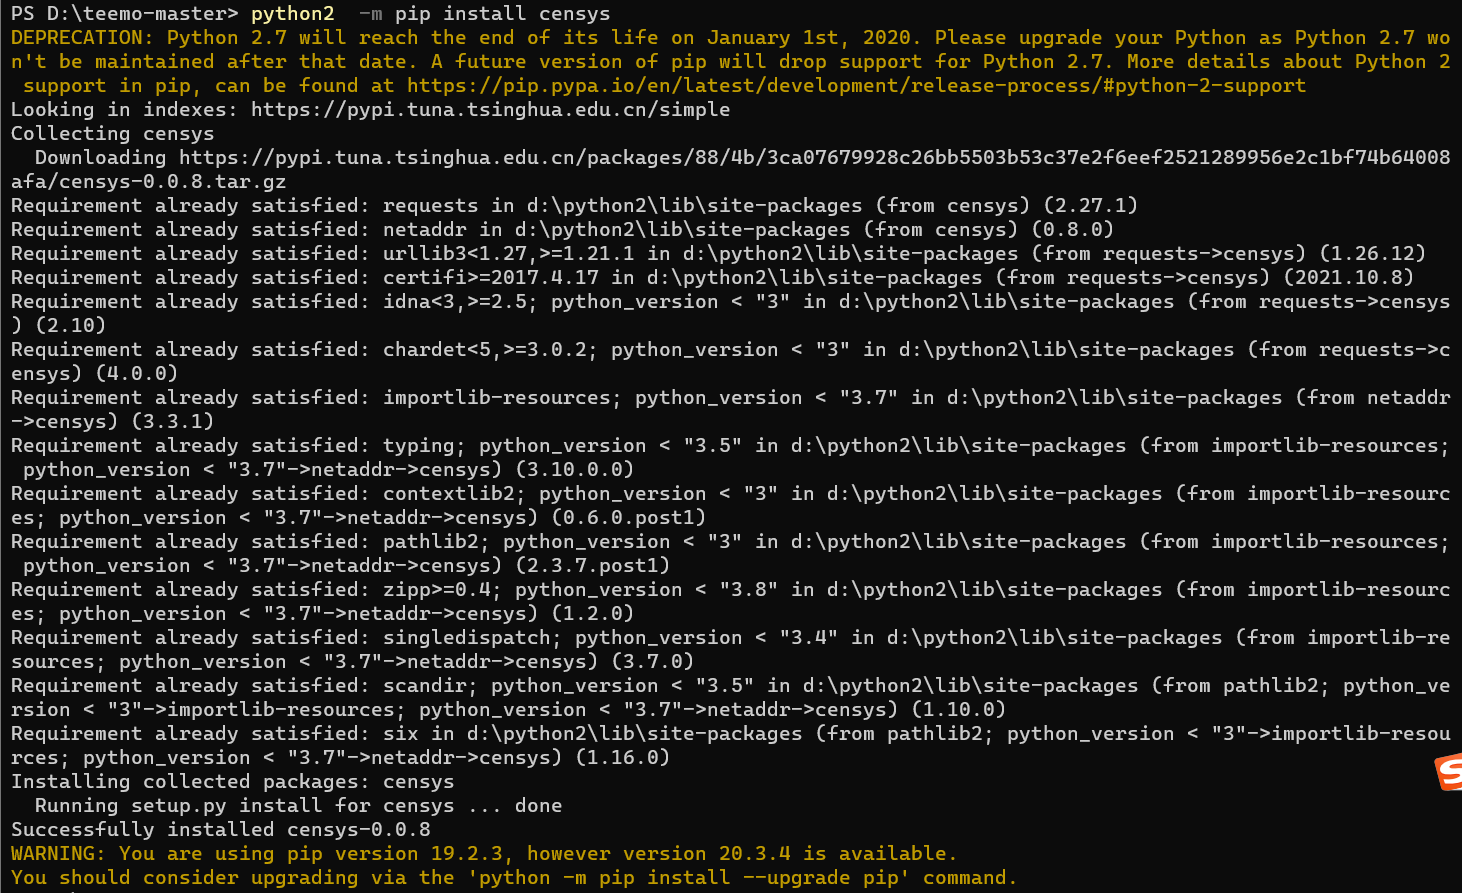 PS D:\teemo-master> python2  -m pip install censys
DEPRECATION: Python 2.7 will reach the end of its life on January 1st, 2020. Please upgrade your Python as Python 2.7 wo
n't be maintained after that date. A future version of pip will drop support for Python 2.7. More details about Python 2
 support in pip, can be found at https://pip.pypa.io/en/latest/development/release-process/#python-2-support
Looking in indexes: https://pypi.tuna.tsinghua.edu.cn/simple
Collecting censys
  Downloading https://pypi.tuna.tsinghua.edu.cn/packages/88/4b/3ca07679928c26bb5503b53c37e2f6eef2521289956e2c1bf74b64008
afa/censys-0.0.8.tar.gz
Requirement already satisfied: requests in d:\python2\lib\site-packages (from censys) (2.27.1)
Requirement already satisfied: netaddr in d:\python2\lib\site-packages (from censys) (0.8.0)
Requirement already satisfied: urllib3<1.27,>=1.21.1 in d:\python2\lib\site-packages (from requests->censys) (1.26.12)
Requirement already satisfied: certifi>=2017.4.17 in d:\python2\lib\site-packages (from requests->censys) (2021.10.8)
Requirement already satisfied: idna<3,>=2.5; python_version < "3" in d:\python2\lib\site-packages (from requests->censys
) (2.10)
Requirement already satisfied: chardet<5,>=3.0.2; python_version < "3" in d:\python2\lib\site-packages (from requests->c
ensys) (4.0.0)
Requirement already satisfied: importlib-resources; python_version < "3.7" in d:\python2\lib\site-packages (from netaddr
->censys) (3.3.1)
Requirement already satisfied: typing; python_version < "3.5" in d:\python2\lib\site-packages (from importlib-resources;
 python_version < "3.7"->netaddr->censys) (3.10.0.0)
Requirement already satisfied: contextlib2; python_version < "3" in d:\python2\lib\site-packages (from importlib-resourc
es; python_version < "3.7"->netaddr->censys) (0.6.0.post1)
Requirement already satisfied: pathlib2; python_version < "3" in d:\python2\lib\site-packages (from importlib-resources;
 python_version < "3.7"->netaddr->censys) (2.3.7.post1)
Requirement already satisfied: zipp>=0.4; python_version < "3.8" in d:\python2\lib\site-packages (from importlib-resourc
es; python_version < "3.7"->netaddr->censys) (1.2.0)
Requirement already satisfied: singledispatch; python_version < "3.4" in d:\python2\lib\site-packages (from importlib-re
sources; python_version < "3.7"->netaddr->censys) (3.7.0)
Requirement already satisfied: scandir; python_version < "3.5" in d:\python2\lib\site-packages (from pathlib2; python_ve
rsion < "3"->importlib-resources; python_version < "3.7"->netaddr->censys) (1.10.0)
Requirement already satisfied: six in d:\python2\lib\site-packages (from pathlib2; python_version < "3"->importlib-resou
rces; python_version < "3.7"->netaddr->censys) (1.16.0)
Installing collected packages: censys
  Running setup.py install for censys ... done
Successfully installed censys-0.0.8
WARNING: You are using pip version 19.2.3, however version 20.3.4 is available.
You should consider upgrading via the 'python -m pip install --upgrade pip' command.